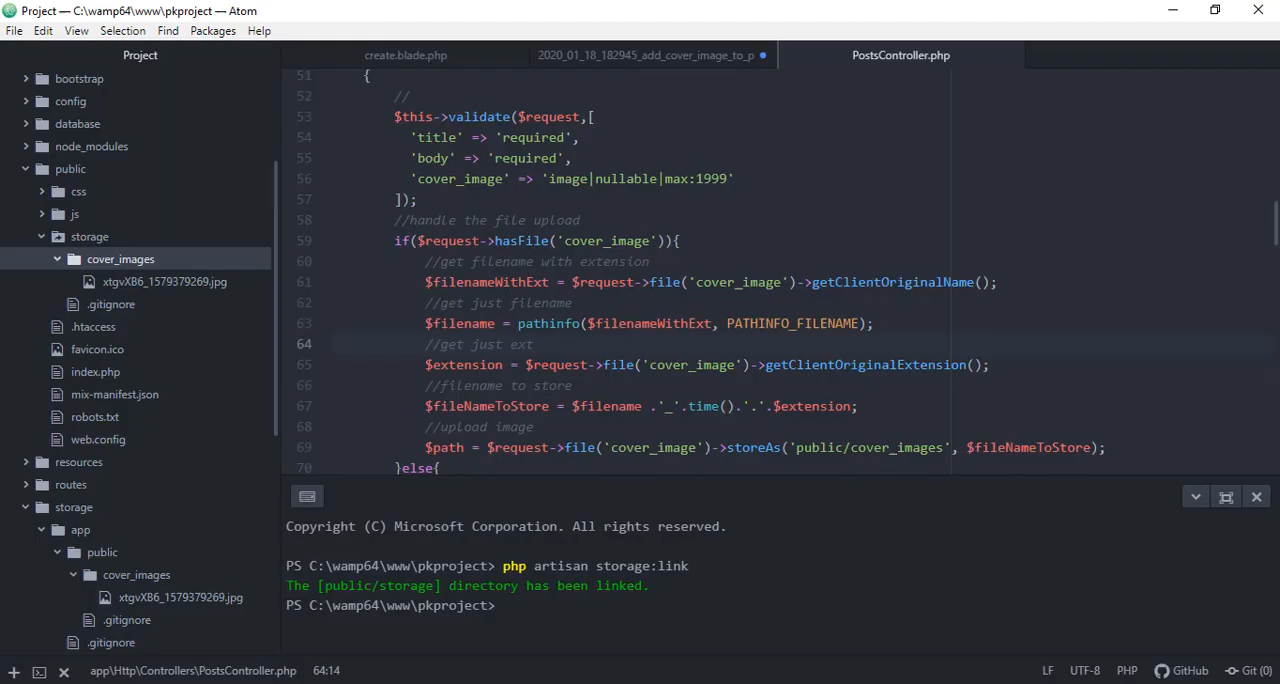 Project — C:\wamp64\www\pkproject — Atom
File Edit View Selection Find Packages Help
Project
bootstrap
config
database
node_modules
public
css
js
storage
cover_images
xtgvXB6_1579379269.jpg
.gitignore
.htaccess
favicon.ico
index.php
mix-manifest.json
robots.txt
web.config
resources
routes
storage
app
public
cover_images
xtgvXB6_1579379269.jpg
.gitignore
.gitignore
create.blade.php 2020_01_18_182945_add_cover_image_to_p PostsController.php
51 {
52 //
53 $this->validate($request,[
54 'title' => 'required',
55 'body' => 'required',
56 'cover_image' => 'image|nullable|max:1999'
57 ]);
58 //handle the file upload
59 if($request->hasFile('cover_image')){
60 //get filename with extension
61 $filenameWithExt = $request->file('cover_image')->getClientOriginalName();
62 //get just filename
63 $filename = pathinfo($filenameWithExt, PATHINFO_FILENAME);
64 //get just ext
65 $extension = $request->file('cover_image')->getClientOriginalExtension();
66 //filename to store
67 $fileNameToStore = $filename .'_'.time().'.'.$extension;
68 //upload image
69 $path = $request->file('cover_image')->storeAs('public/cover_images', $fileNameToStore);
70 }else{
Copyright (C) Microsoft Corporation. All rights reserved.
PS C:\wamp64\www\pkproject> php artisan storage:link
The [public/storage] directory has been linked.
PS C:\wamp64\www\pkproject>
app\Http\Controllers\PostsController.php 64:14 LF UTF-8 PHP GitHub Git (0)